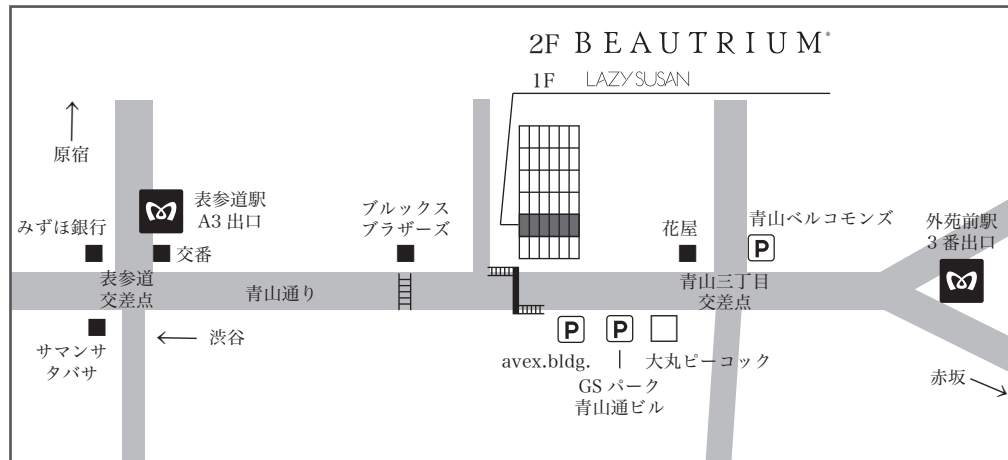 2F BEAUTRIUM®
1F LAZY SUSAN
原宿
表参道駅
A3 出口
みずほ銀行
交番
ブルックス
ブラザーズ
花屋
青山ベルコモンズ
P
外苑前駅
3 番出口
表参道
交差点
青山通り
青山三丁目
交差点
サマンサ
タバサ
渋谷
P
P
avex.bldg.
大丸ピーコック
GS パーク
青山通ビル
赤坂